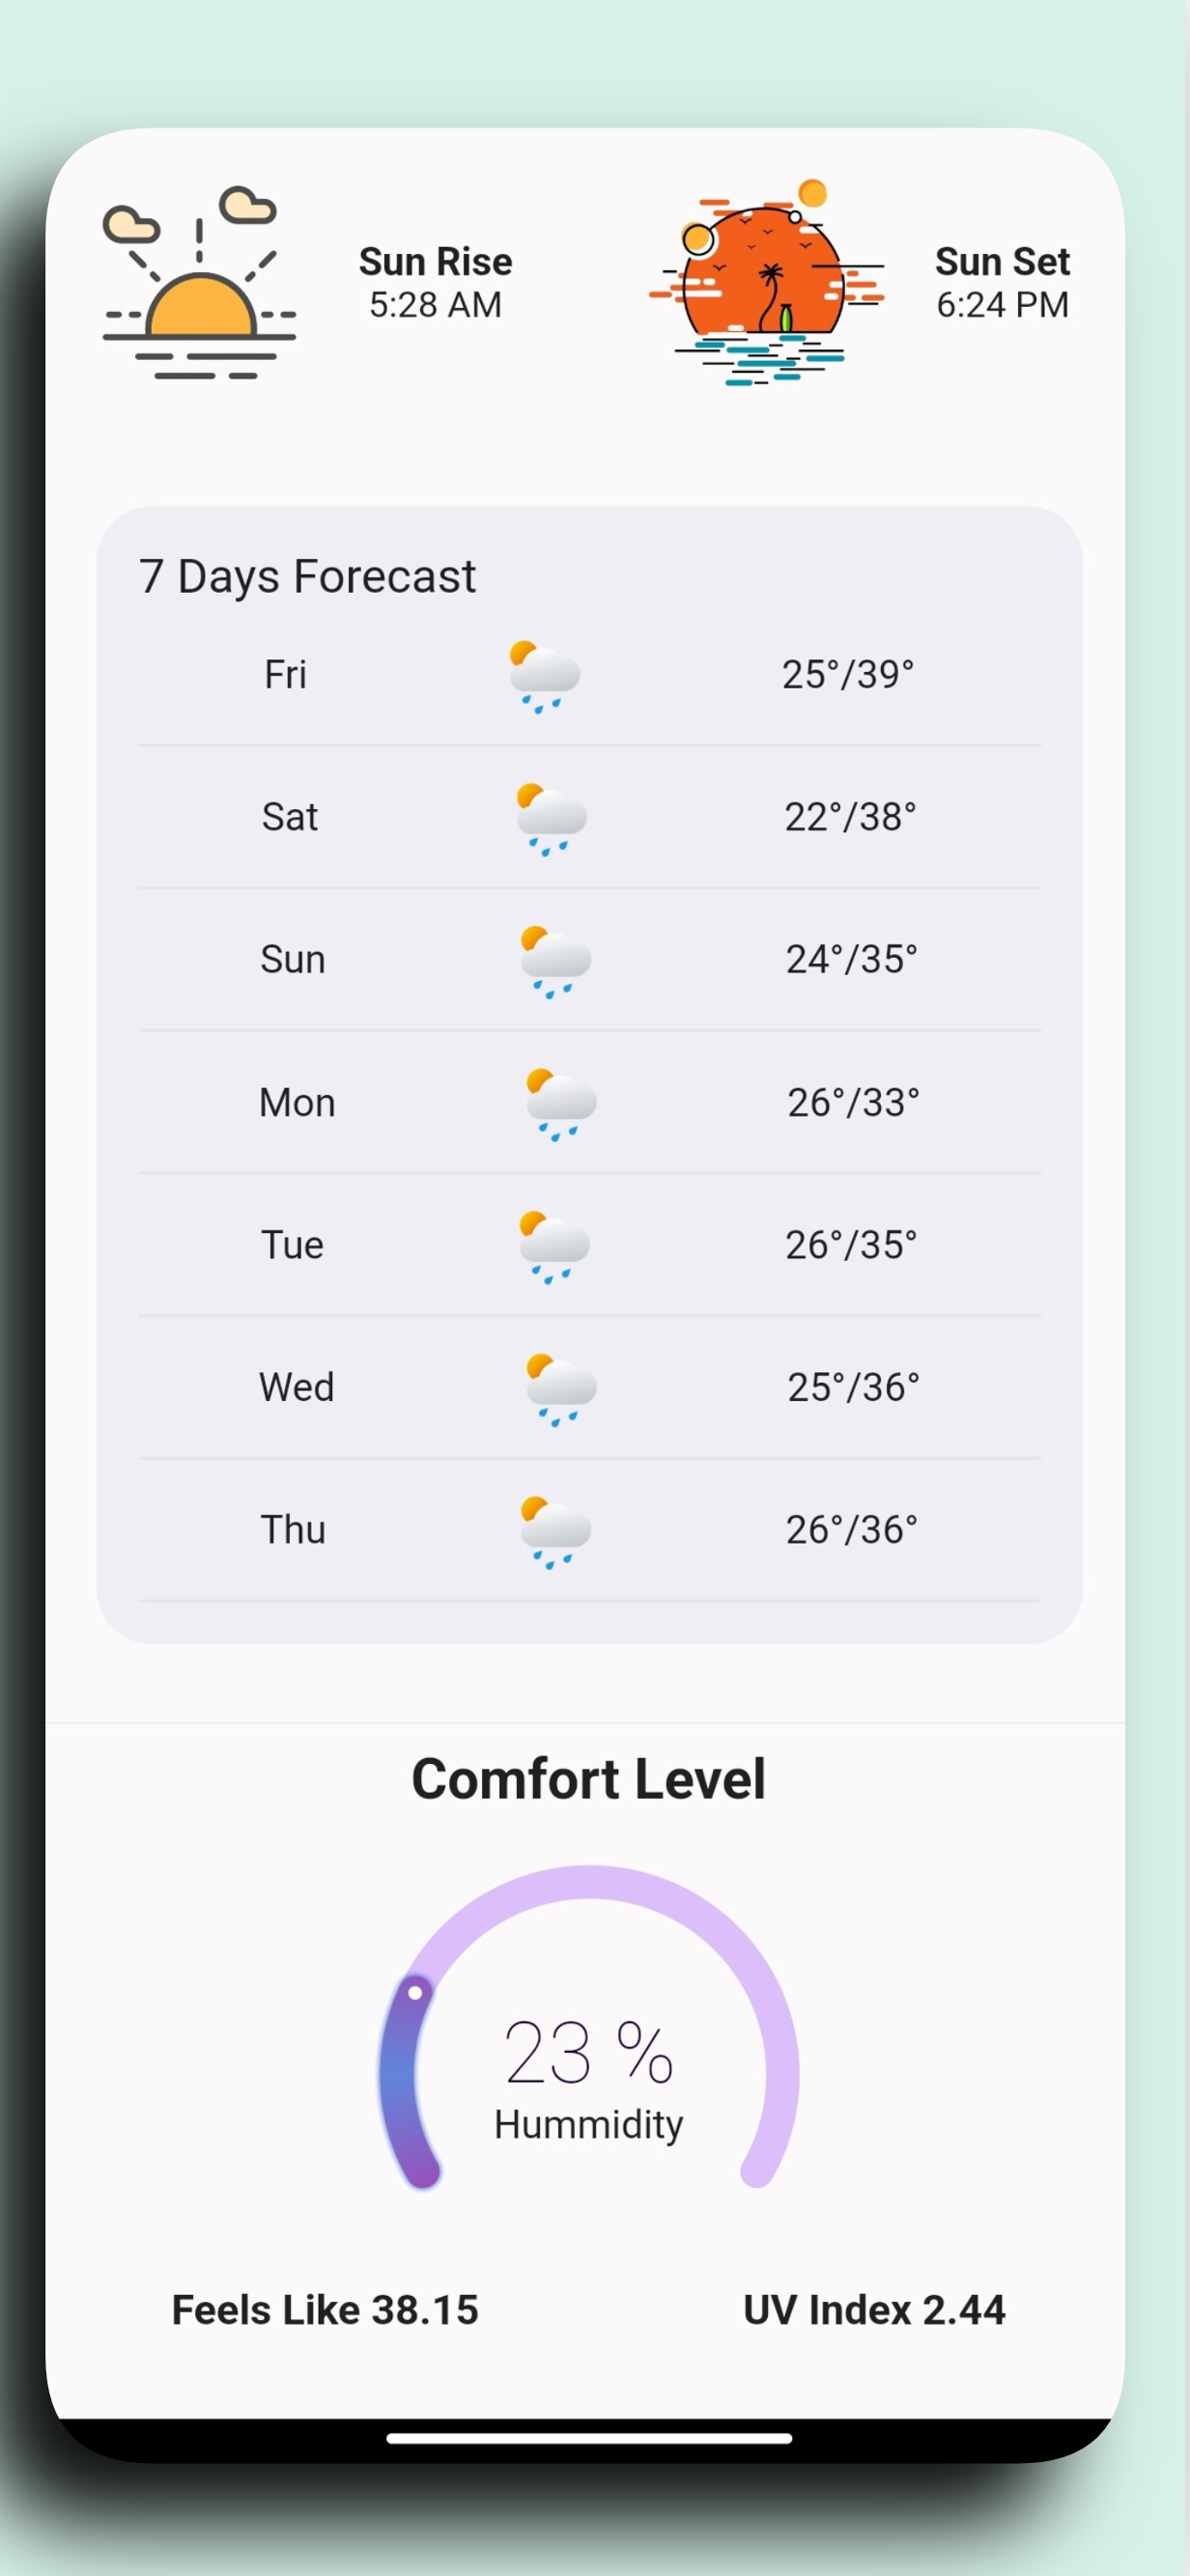 Sun Rise
5:28 AM
Sun Set
6:24 PM
7 Days Forecast
Fri 25°/39°
Sat 22°/38°
Sun 24°/35°
Mon 26°/33°
Tue 26°/35°
Wed 25°/36°
Thu 26°/36°
Comfort Level
23 %
Hummidity
Feels Like 38.15 UV Index 2.44